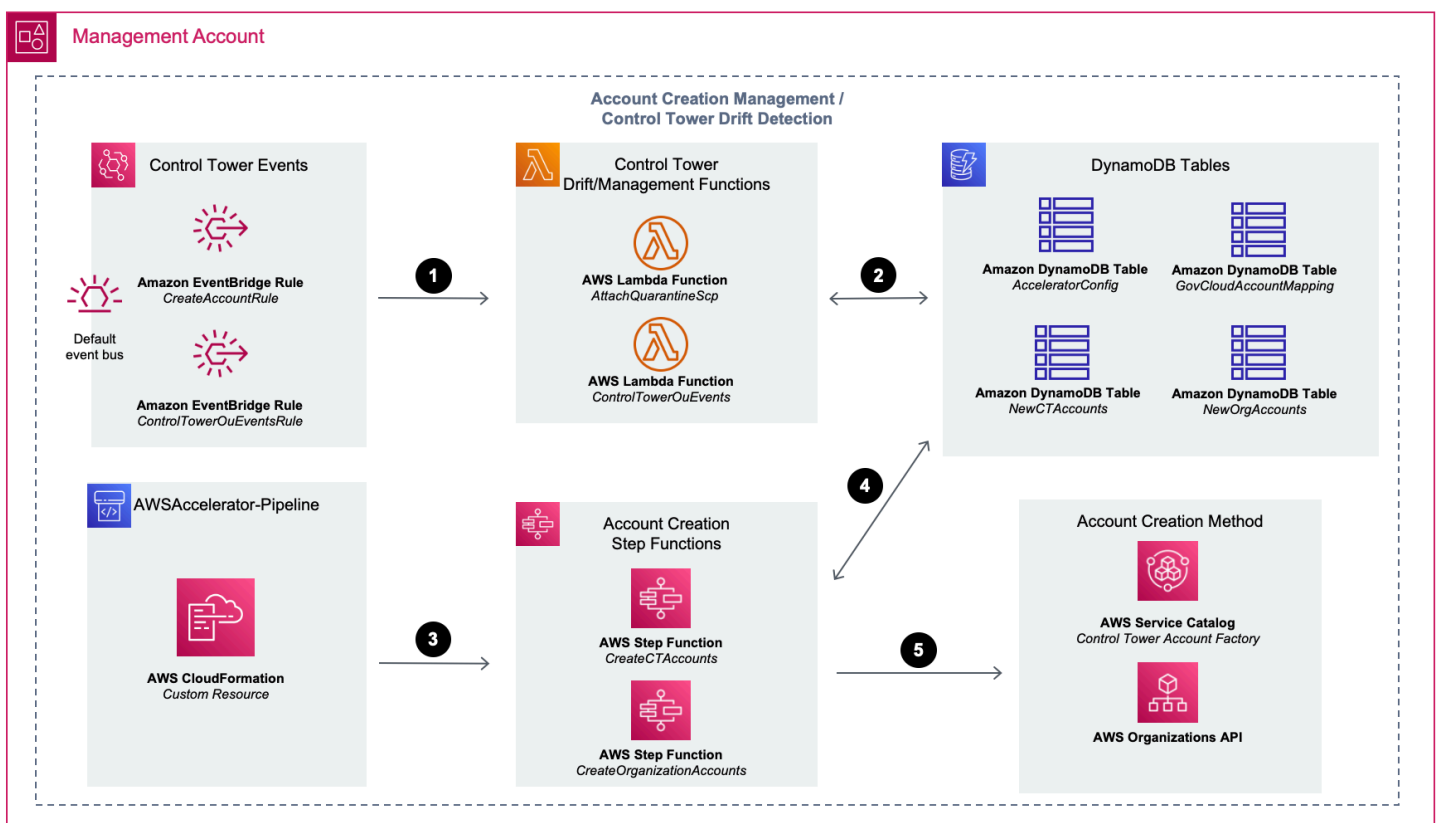 Management Account
Account Creation Management /
Control Tower Drift Detection
Control Tower Events
Amazon EventBridge Rule
CreateAccountRule
Default
event bus
Amazon EventBridge Rule
ControlTowerOuEventsRule
1
Control Tower
Drift/Management Functions
AWS Lambda Function
AttachQuarantineScp
AWS Lambda Function
ControlTowerOuEvents
2
DynamoDB Tables
Amazon DynamoDB Table
AcceleratorConfig
Amazon DynamoDB Table
GovCloudAccountMapping
Amazon DynamoDB Table
NewCTAccounts
Amazon DynamoDB Table
NewOrgAccounts
AWSAccelerator-Pipeline
</>
AWS CloudFormation
Custom Resource
3
Account Creation
Step Functions
AWS Step Function
CreateCTAccounts
AWS Step Function
CreateOrganizationAccounts
4
5
Account Creation Method
AWS Service Catalog
Control Tower Account Factory
AWS Organizations API